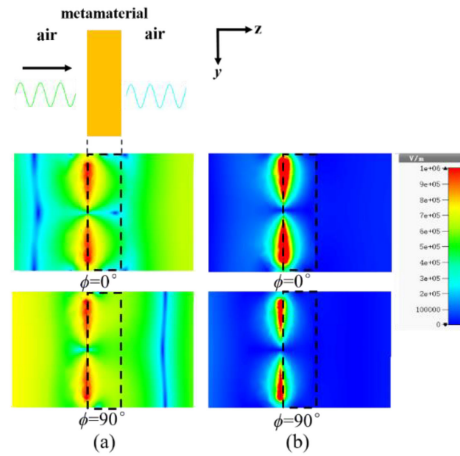 metamaterial
air
air
z
y
V/m
1e+06
9e+05
8e+05
7e+05
6e+05
5e+05
4e+05
3e+05
2e+05
100000
0
ϕ=0°
ϕ=0°
ϕ=90°
ϕ=90°
(a)
(b)